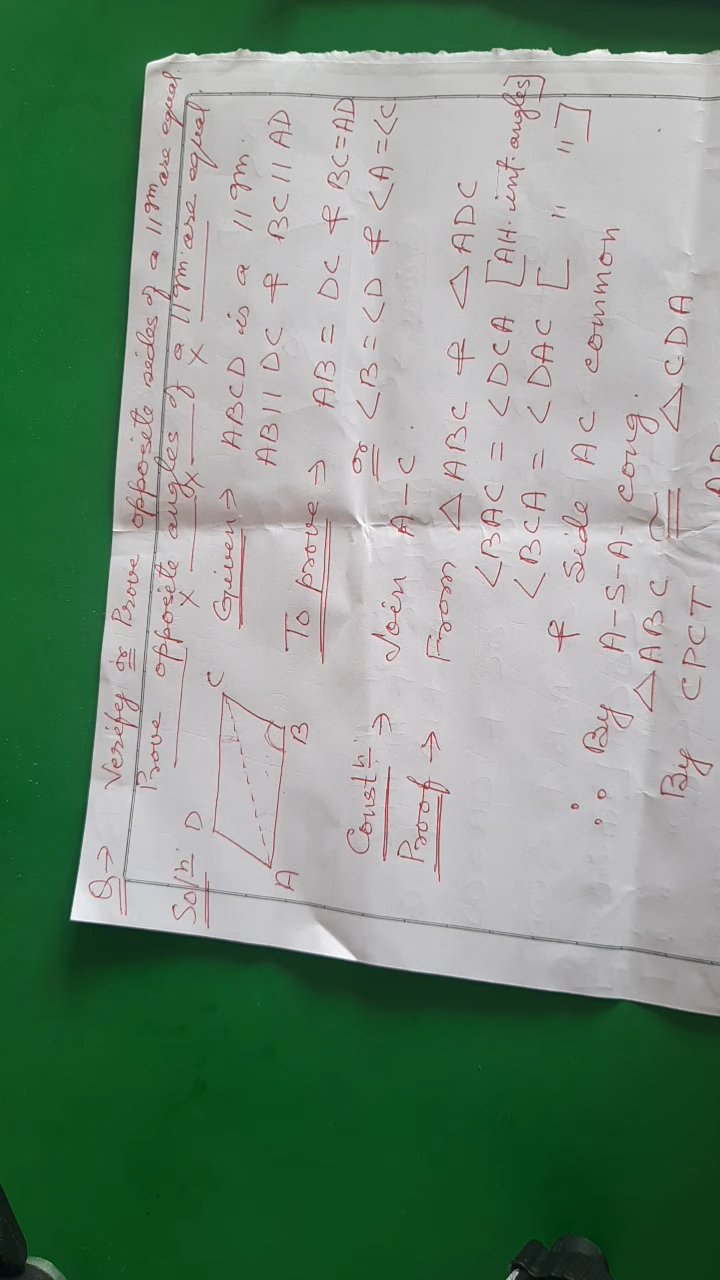 Q→ Verify or Prove opposite sides of a ||gm are equal.
Prove opposite angles of a ||gm are equal
Soln: Given → ABCD is a ||gm.
AB || DC & BC || AD
D C
A B
To prove → AB = DC & BC = AD
or <B = <D & <A = <C
Constn → Join A-C.
Proof → From △ABC & △ADC
<BAC = <DCA [Alt. int. angles]
<BCA = <DAC [ " " ]
& Side AC common
∴ By A-S-A- cong.
△ABC ≅ △CDA
By CPCT